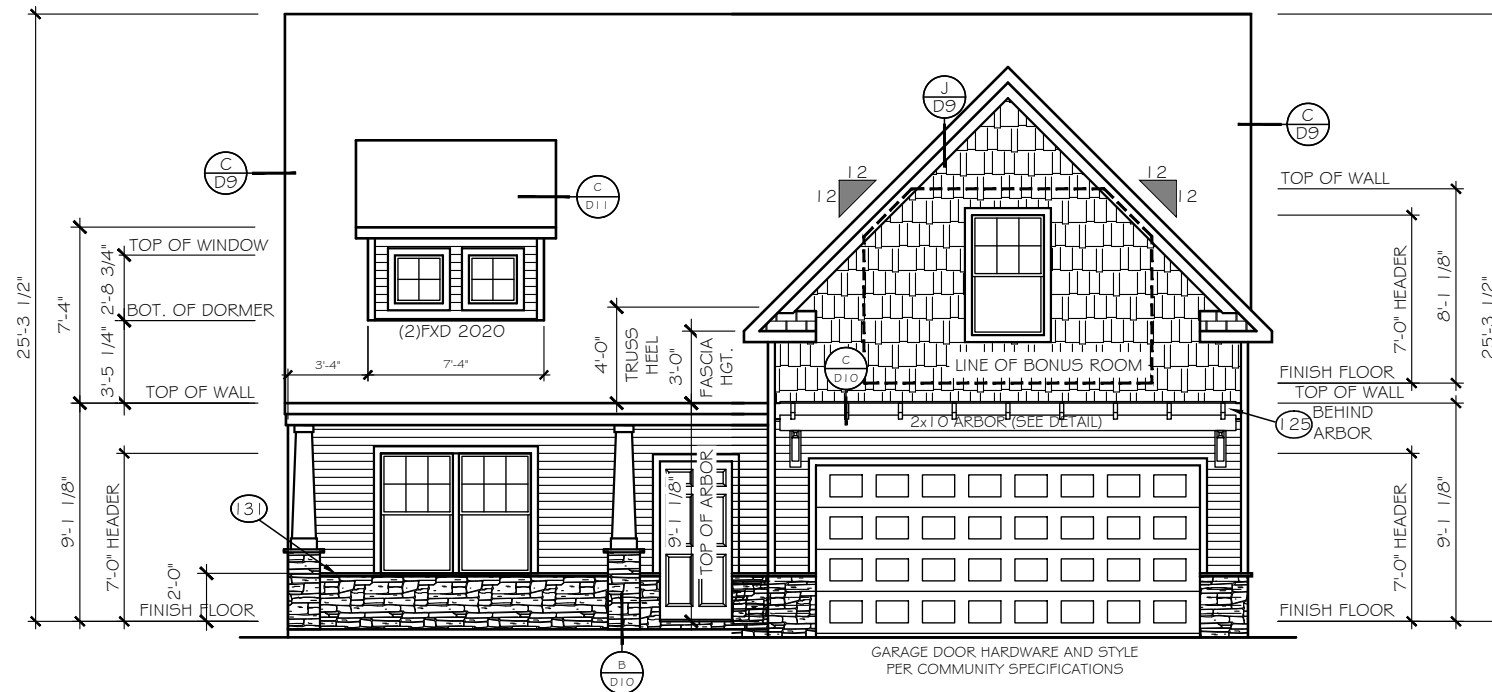 J
D9
C
D9
C
D9
C
D11
12
12
12
12
TOP OF WALL
TOP OF WINDOW
BOT. OF DORMER
TOP OF WALL
25'-3 1/2"
7'-4"
2'-8 3/4"
3'-5 1/4"
(2)FXD 2020
3'-4"
7'-4"
4'-0"
TRUSS
HEEL
3'-0"
FASCIA
HGT.
C
D10
LINE OF BONUS ROOM
7'-0" HEADER
8'-1 1/8"
25'-3 1/2"
FINISH FLOOR
TOP OF WALL
2x10 ARBOR (SEE DETAIL)
125
BEHIND
ARBOR
9'-1 1/8"
7'-0" HEADER
2'-0"
131
FINISH FLOOR
9'-1 1/8"
TOP OF ARBOR
7'-0" HEADER
9'-1 1/8"
FINISH FLOOR
B
D10
GARAGE DOOR HARDWARE AND STYLE
PER COMMUNITY SPECIFICATIONS